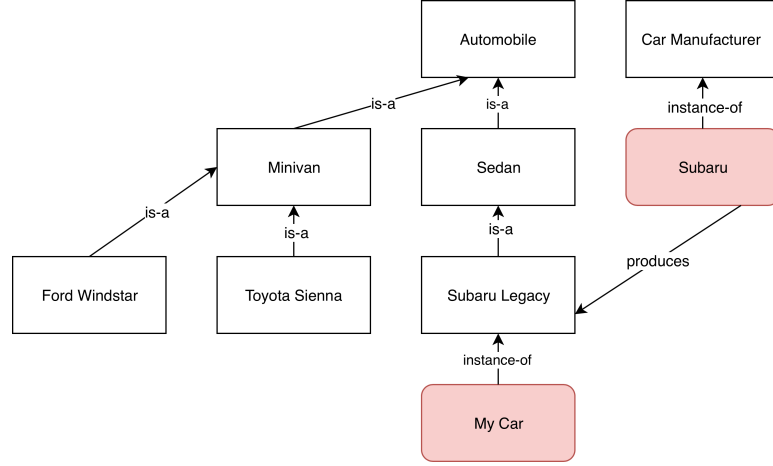 Automobile
Car Manufacturer
is-a
is-a
instance-of
Minivan
Sedan
Subaru
is-a
is-a
is-a
produces
Ford Windstar
Toyota Sienna
Subaru Legacy
instance-of
My Car